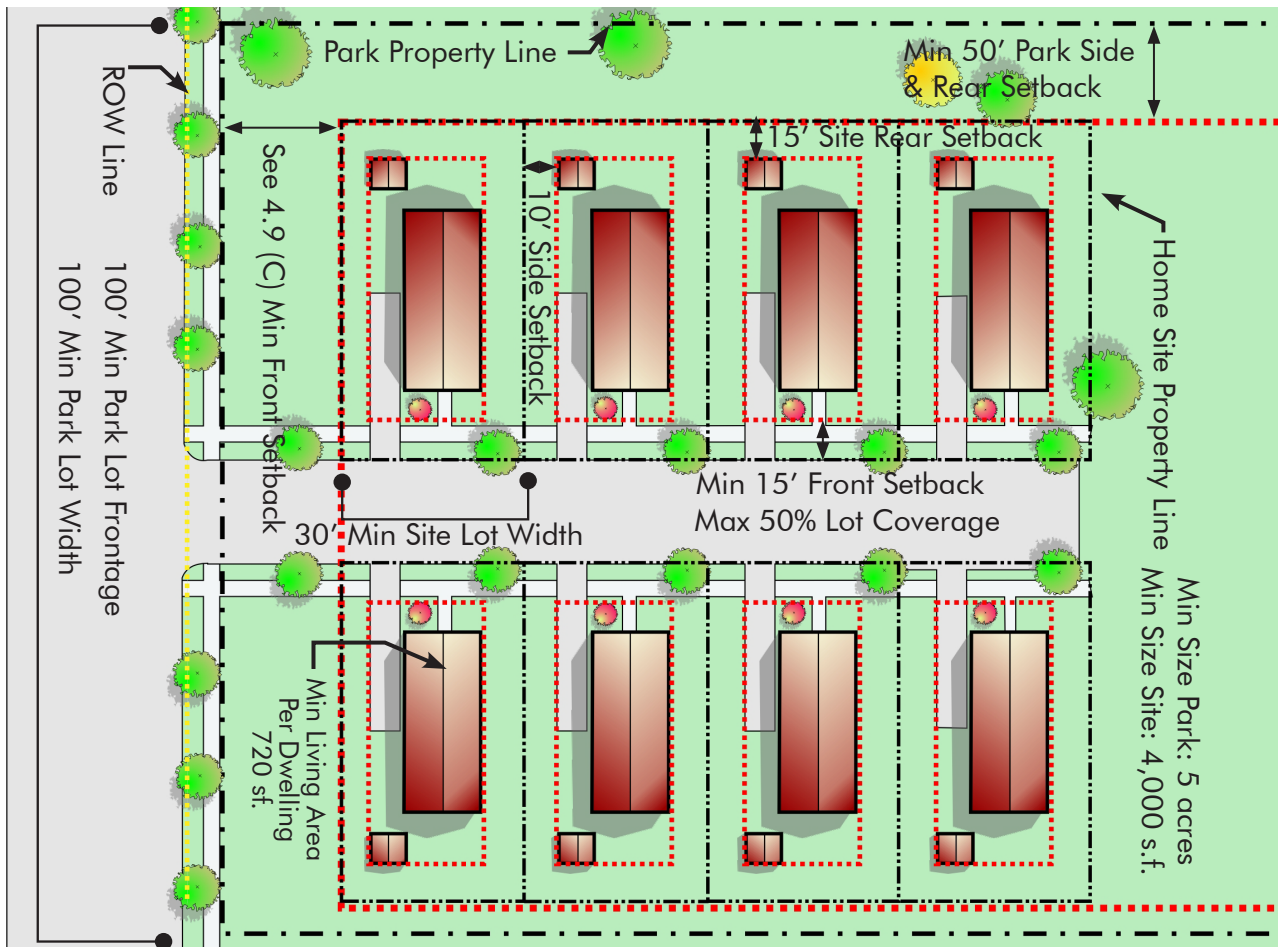 Park Property Line
Min 50' Park Side
& Rear Setback
ROW Line
15' Site Rear Setback
See 4.9 (C) Min Front Setback
10' Side Setback
Home Site Property Line
100' Min Park Lot Frontage
100' Min Park Lot Width
Min 15' Front Setback
Max 50% Lot Coverage
30' Min Site Lot Width
Min Size Park: 5 acres
Min Size Site: 4,000 s.f.
Min Living Area
Per Dwelling
720 sf.